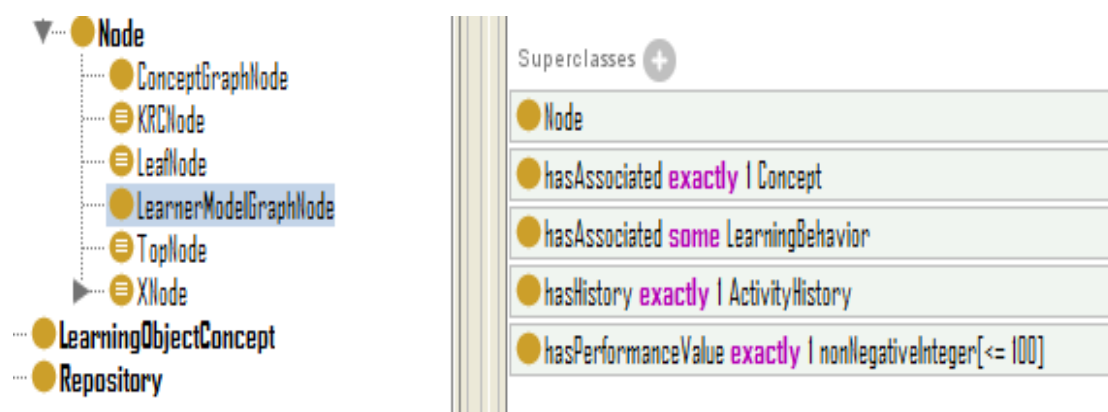 Node
ConceptGraphNode
KRCNode
LeafNode
LearnerModelGraphNode
TopNode
XNode
LearningObjectConcept
Repository
Superclasses
Node
hasAssociated exactly 1 Concept
hasAssociated some LearningBehavior
hasHistory exactly 1 ActivityHistory
hasPerformanceValue exactly 1 nonNegativeInteger[<= 100]